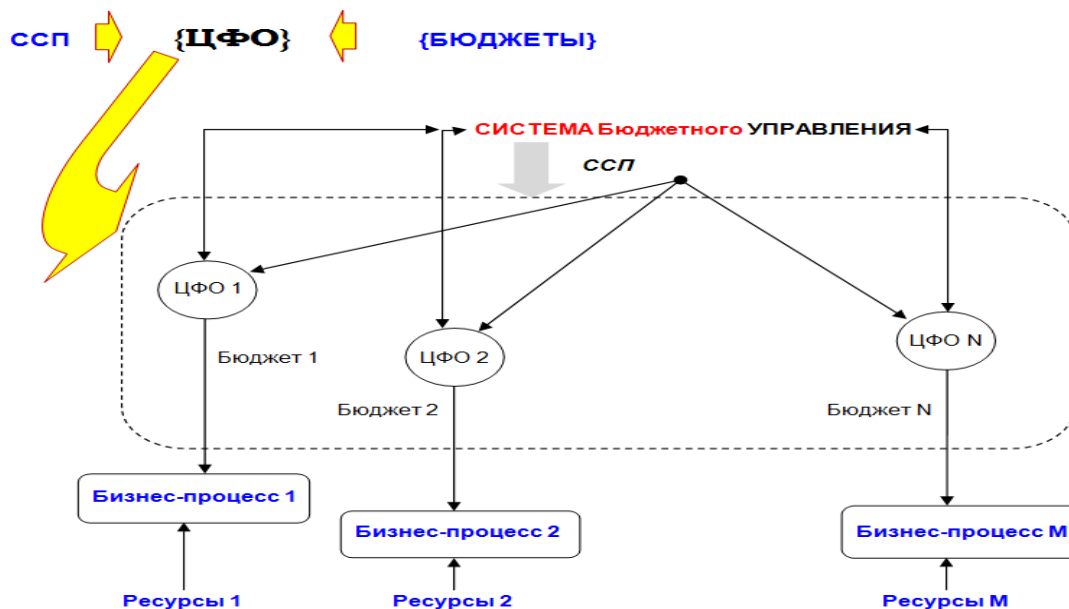 ССП {ЦФО} {БЮДЖЕТЫ}
СИСТЕМА Бюджетного УПРАВЛЕНИЯ
ССП
ЦФО 1
ЦФО 2
ЦФО N
Бюджет 1
Бюджет 2
Бюджет N
Бизнес-процесс 1
Бизнес-процесс 2
Бизнес-процесс М
Ресурсы 1
Ресурсы 2
Ресурсы М